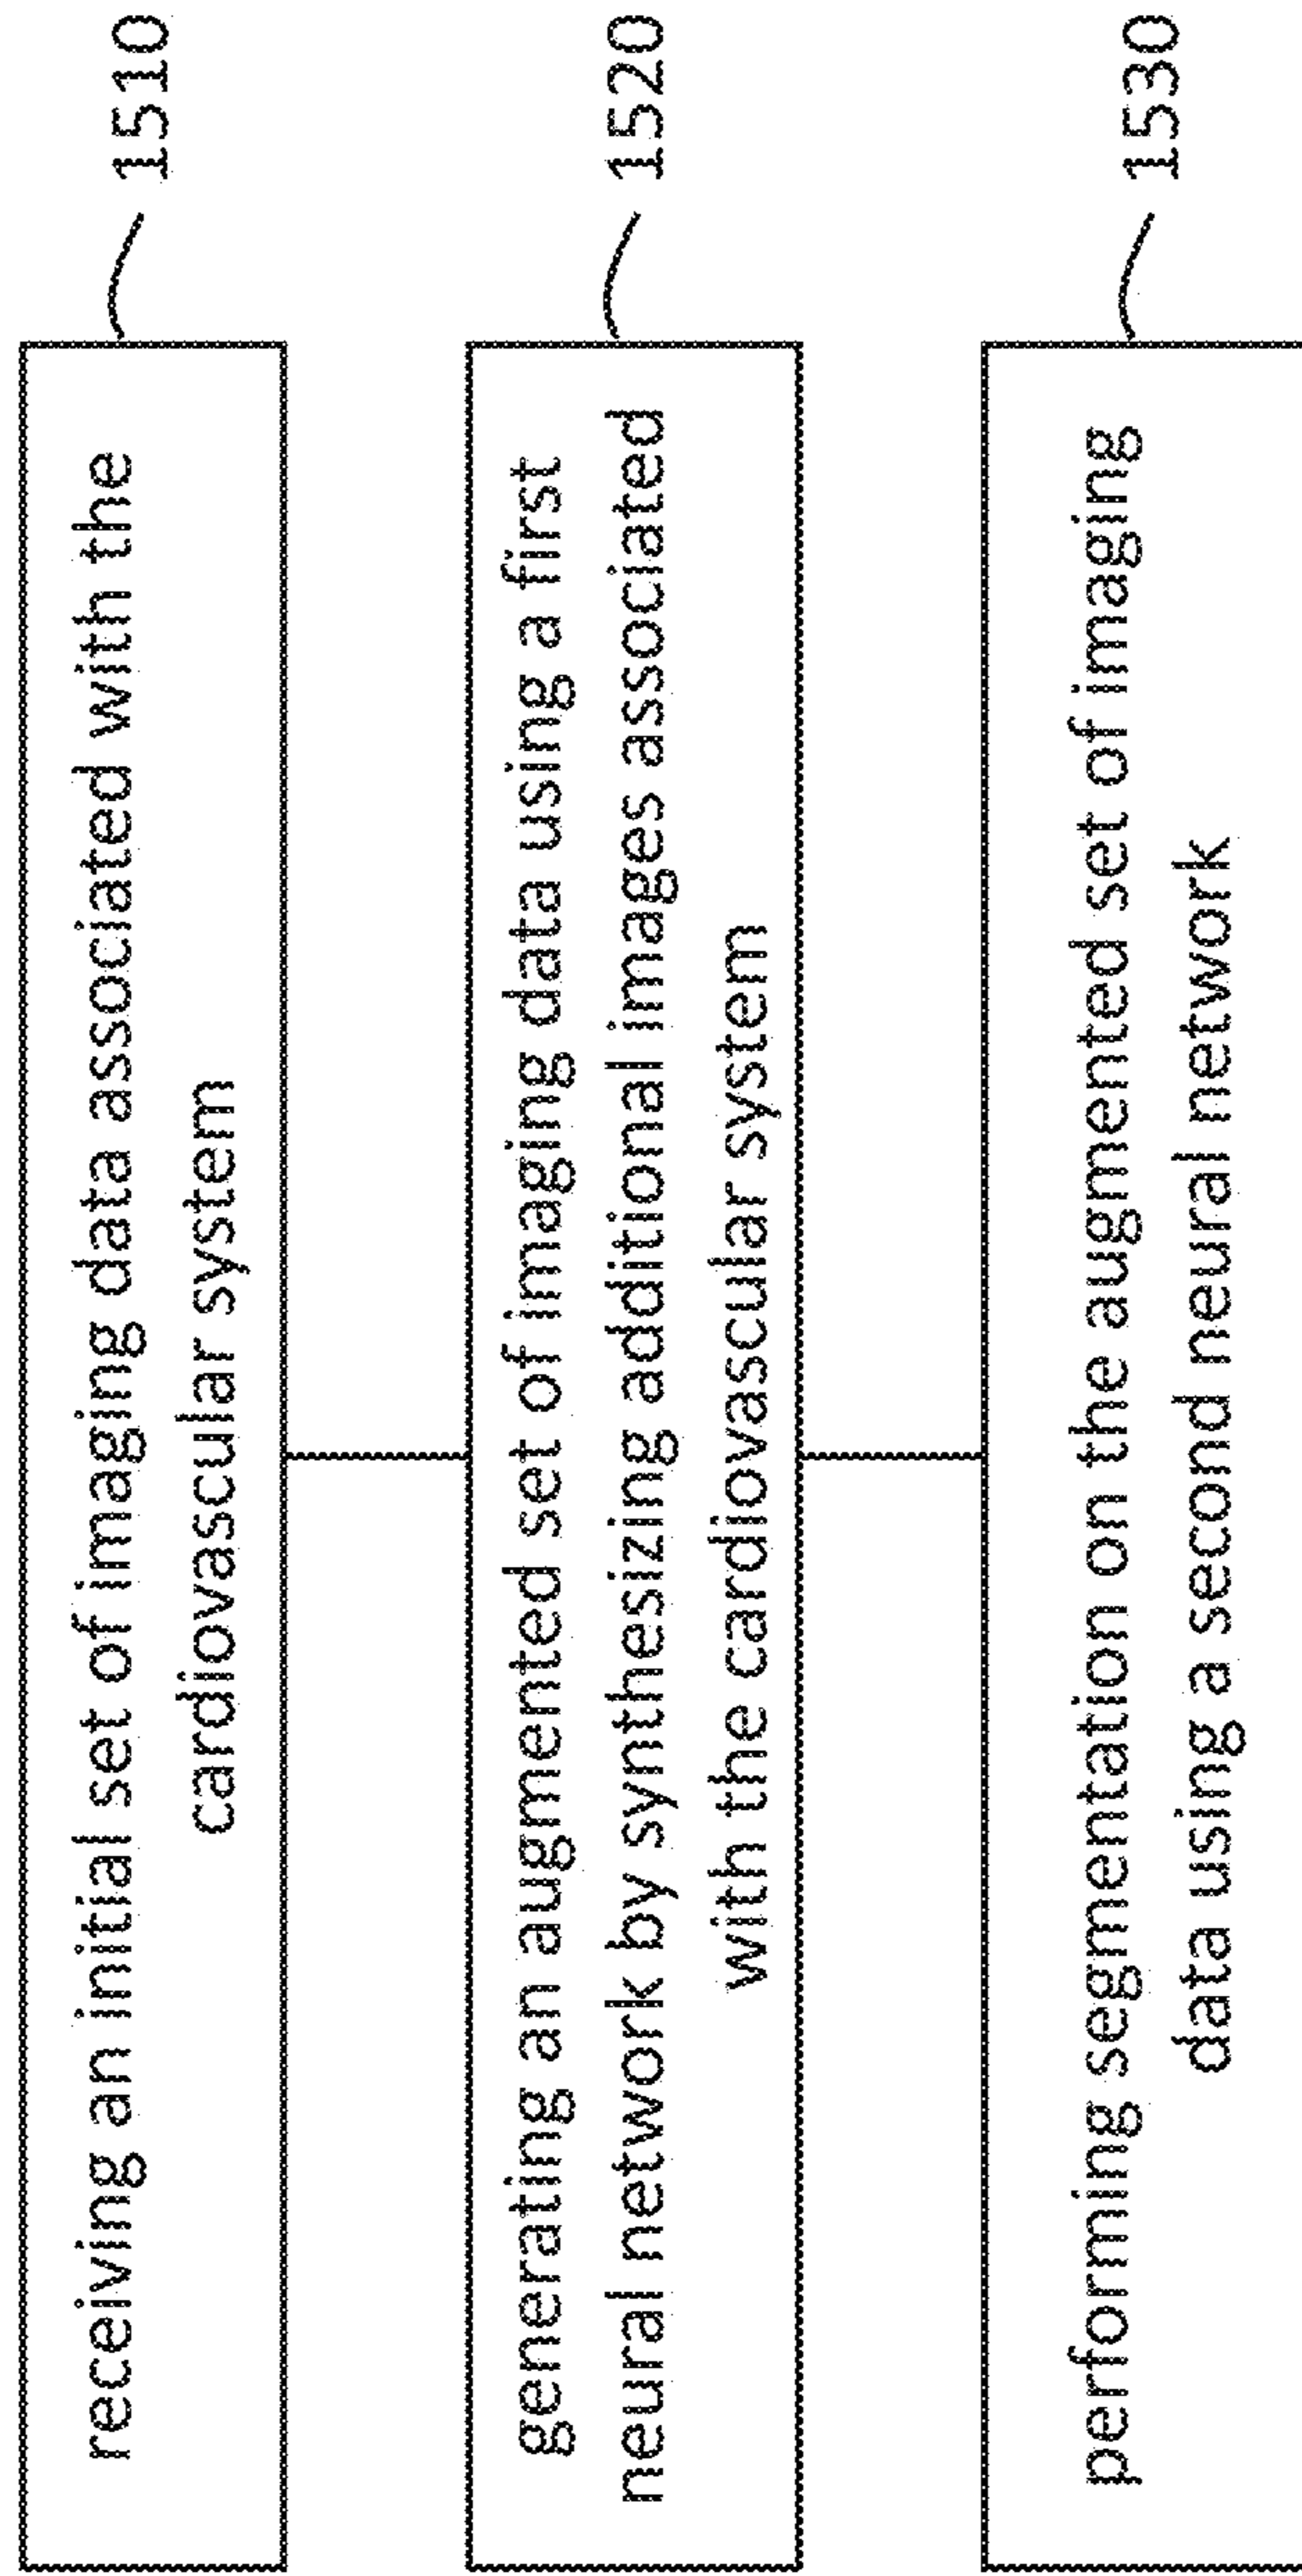 receiving an initial set of imaging data associated with the
cardiovascular system
1510
generating an augmented set of imaging data using a first
neural network by synthesizing additional images associated
with the cardiovascular system
1520
performing segmentation on the augmented set of imaging
data using a second neural network
1530